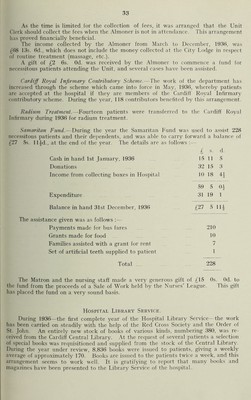 33
As the time is limited for the collection of fees, it was arranged that the Unit
Clerk should collect the fees when the Almoner is not in attendance. This arrangement
has proved financially beneficial.
The income collected by the Almoner from March to December, 1936, was
£66 13s. 8d., which does not include the money collected at the City Lodge in respect
of routine treatment (massage, etc.).
A gift of £2 6s. 0d. was received by the Almoner to commence a fund for
necessitous patients attending the Unit, and several cases have been assisted.
Cardiff Royal Infirmary Contributory Scheme.—The work of the department has
increased through the scheme which came into force in May, 1936, whereby patients
are accepted at the hospital if they are members of the Cardiff Royal Infirmary
contributory scheme. During the year, 118 contributors benefited by this arrangement.
Radium Treatment.—Fourteen patients were transferred to the Cardiff Royal
Infirmary during 1936 for radium treatment.
Samaritan Fund.—During the year the Samaritan Fund was used to assist 228
necessitous patients and their dependents, and was able to carry forward a balance of
£27 8s. 11½d., at the end of the year. The details are as follows :—
£ s. d
Cash in hand 1st January, 1936 15 11 5
Donations 32 15 3
Income from collecting boxes in Hospital 10 18 4½
59 5 0½
Expenditure 31 19 1
Balance in hand 31st December, 1936 £27 5 11½
The assistance given was as follows :—
Payments made for bus fares 210
Grants made for food 10
Families assisted with a grant for rent 7
Set of artificial teeth supplied to patient 1
Total 228
The Matron and the nursing staff made a very generous gift of £15 0s. 0d. to
the fund from the proceeds of a Sale of Work held by the Nurses' League. This gift
has placed the fund on a very sound basis.
Hospital Library Service.
During 1936—the first complete year of the Hospital Library Service—the work
has been carried on steadily with the help of the Red Cross Society and the Order of
St. John. An entirely new stock of books of various kinds, numbering 380, was re-
ceived from the Cardiff Central Library. At the request of several patients a selection
of special books was requisitioned and supplied from the stock of the Central Library.
During the year under review, 8,836 books were issued to patients, giving a weekly
average of approximately 170. Books are issued to the patients twice a week, and this
arrangement seems to work well. It is gratifying to report that many books and
magazines have been presented to the Library Service of the hospital.